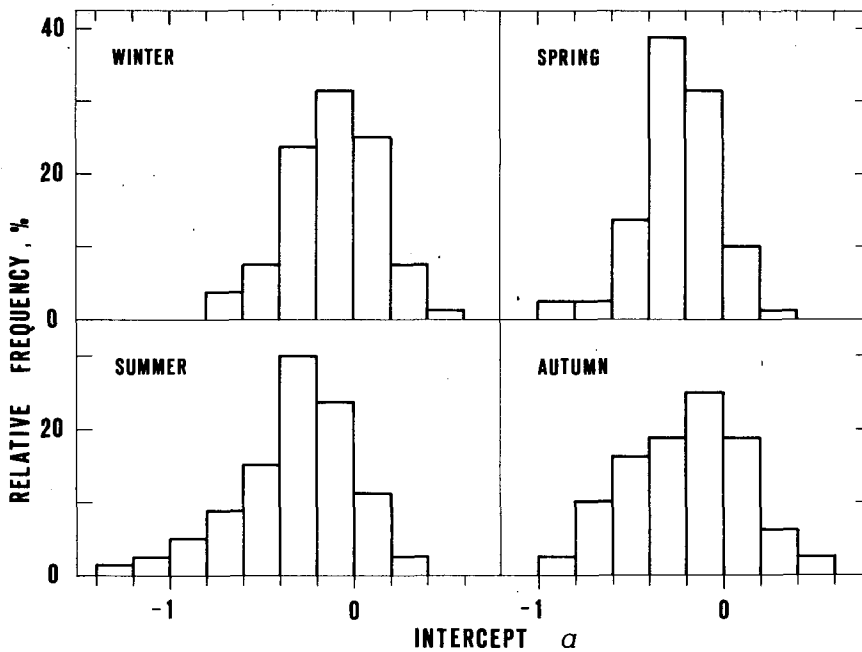 40
WINTER
SPRING
20
0
SUMMER
AUTUMN
20
0
RELATIVE FREQUENCY, %
-1 0 -1 0
INTERCEPT a